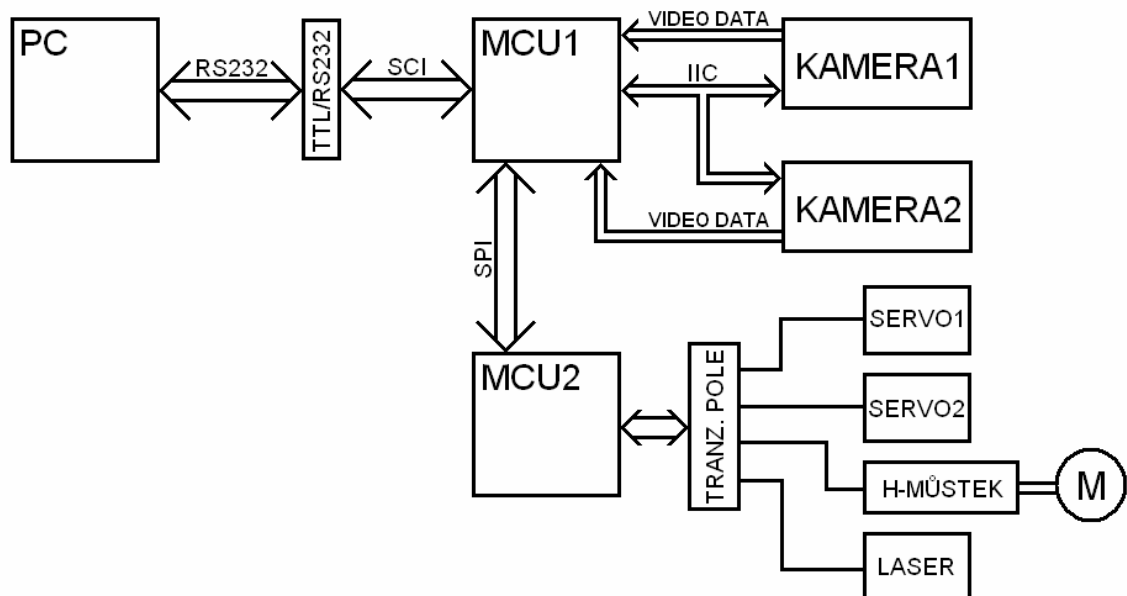 PC
RS232
TTL/RS232
SCI
MCU1
VIDEO DATA
IIC
KAMERA1
KAMERA2
VIDEO DATA
SPI
MCU2
TRANZ. POLE
SERVO1
SERVO2
H-MŮSTEK
M
LASER